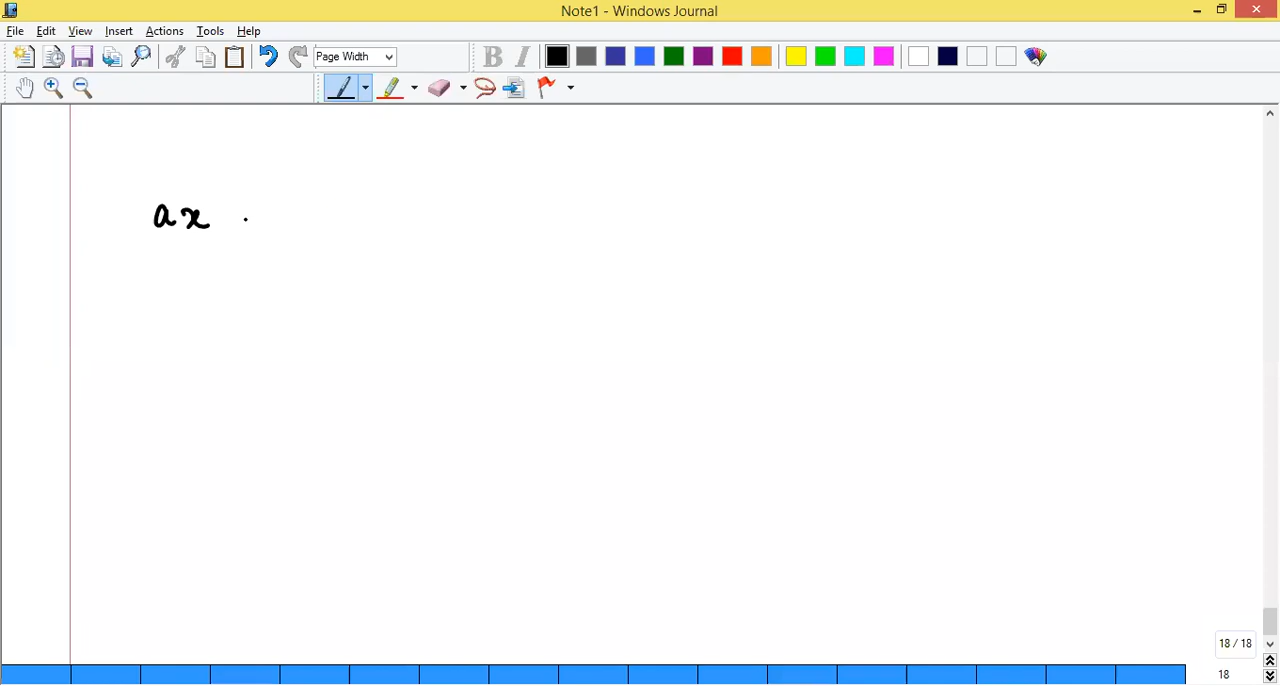 Note1 - Windows Journal
File Edit View Insert Actions Tools Help
Page Width B I
ax .
18 / 18
18